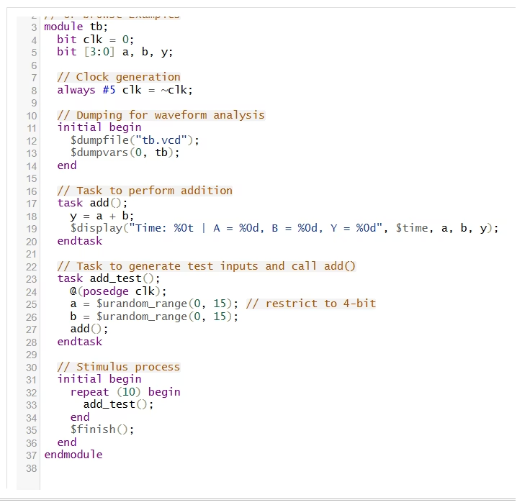 3 module tb;
4 bit clk = 0;
5 bit [3:0] a, b, y;
6
7 // Clock generation
8 always #5 clk = ~clk;
9
10 // Dumping for waveform analysis
11 initial begin
12 $dumpfile("tb.vcd");
13 $dumpvars(0, tb);
14 end
15
16 // Task to perform addition
17 task add();
18 y = a + b;
19 $display("Time: %0t | A = %0d, B = %0d, Y = %0d", $time, a, b, y);
20 endtask
21
22 // Task to generate test inputs and call add()
23 task add_test();
24 @(posedge clk);
25 a = $urandom_range(0, 15); // restrict to 4-bit
26 b = $urandom_range(0, 15);
27 add();
28 endtask
29
30 // Stimulus process
31 initial begin
32 repeat (10) begin
33 add_test();
34 end
35 $finish();
36 end
37 endmodule
38